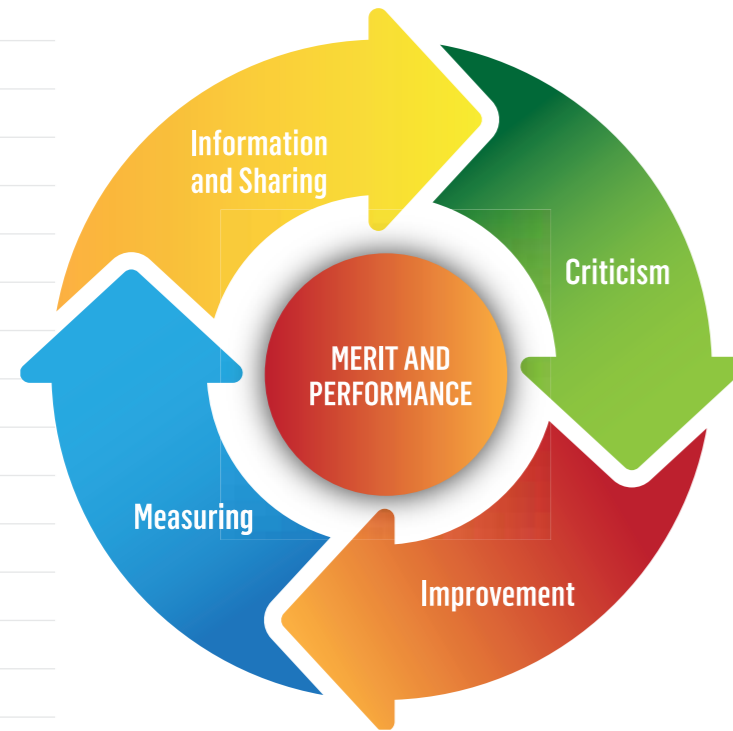 Information
and Sharing
Criticism
MERIT AND
PERFORMANCE
Measuring
Improvement